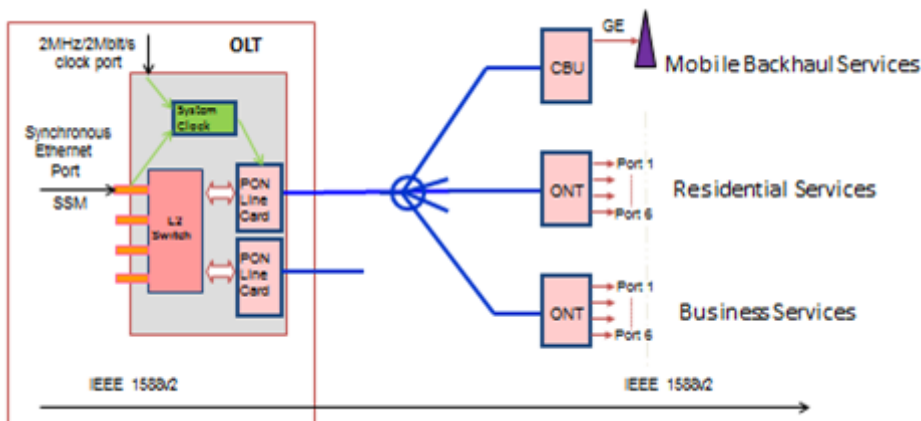 2MHz/2Mbit/s
clock port
OLT
System
Clock
Synchronous
Ethernet
Port
SSM
L2
Switch
PON
Line
Card
PON
Line
Card
CBU
GE
Mobile Backhaul Services
ONT
Port 1
Port 6
Residential Services
ONT
Port 1
Port 6
Business Services
IEEE 1588v2
IEEE 1588v2